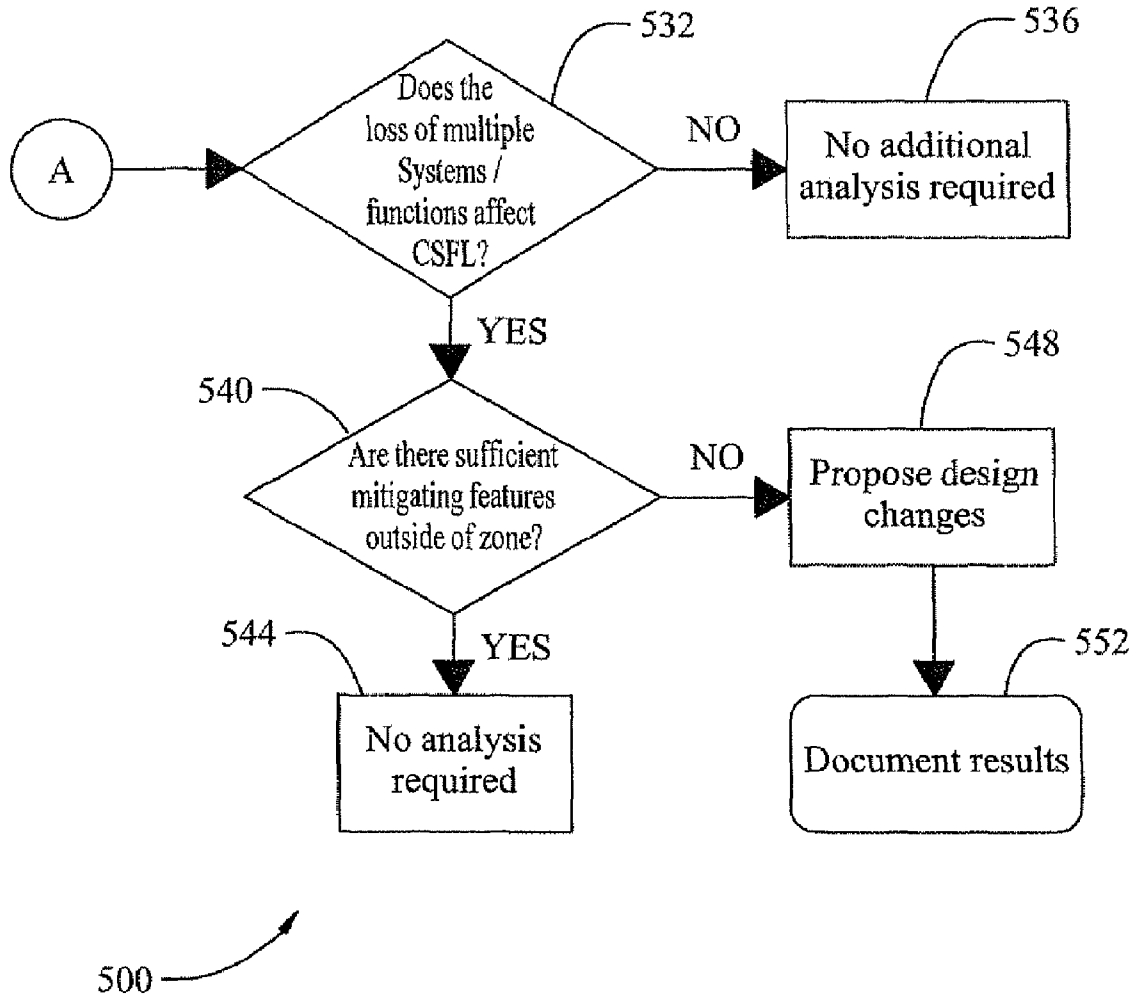 532
536
Does the
loss of multiple
Systems /
functions affect
CSFL?
A
NO
No additional
analysis required
YES
548
540
Are there sufficient
mitigating features
outside of zone?
NO
Propose design
changes
544
YES
552
No analysis
required
Document results
500